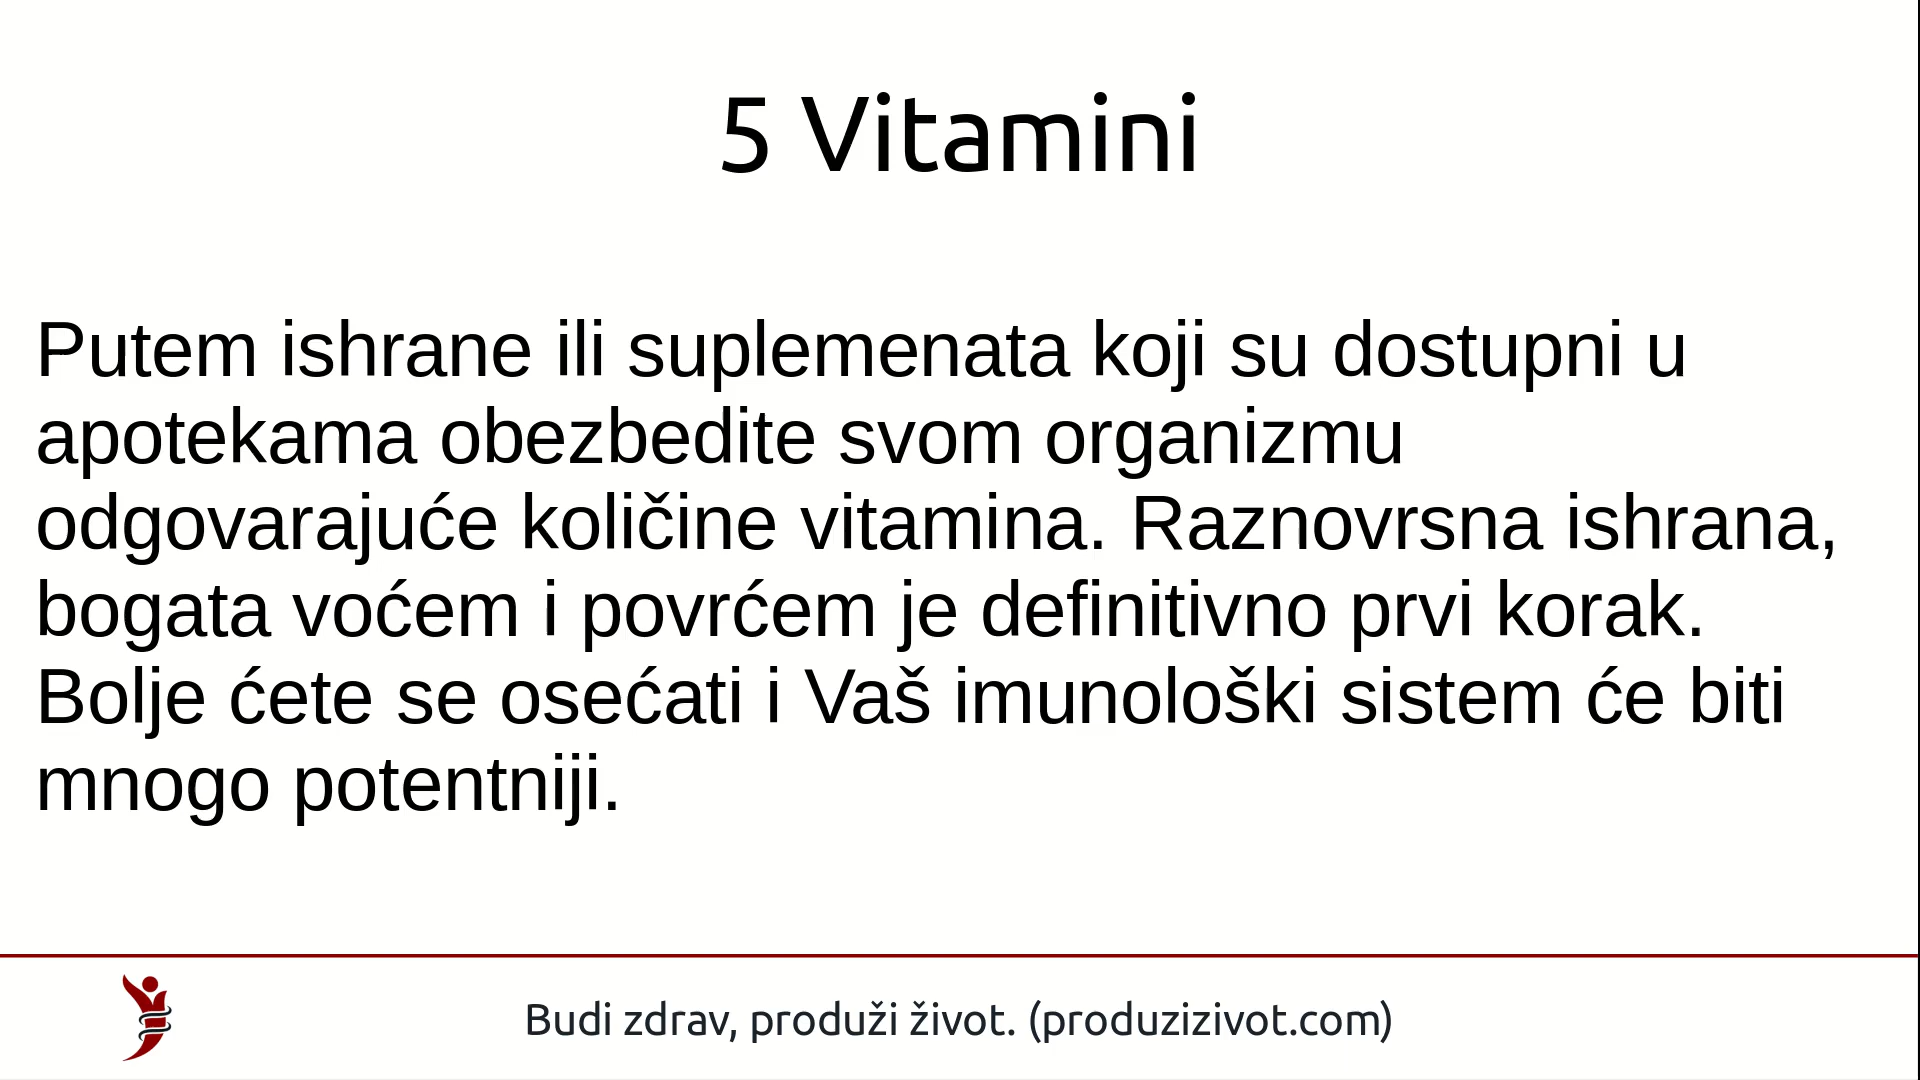 5 Vitamini
Putem ishrane ili suplemenata koji su dostupni u
apotekama obezbedite svom organizmu
odgovarajuće količine vitamina. Raznovrsna ishrana,
bogata voćem i povrćem je definitivno prvi korak.
Bolje ćete se osećati i Vaš imunološki sistem će biti
mnogo potentniji.
Budi zdrav, produži život. (produzizivot.com)